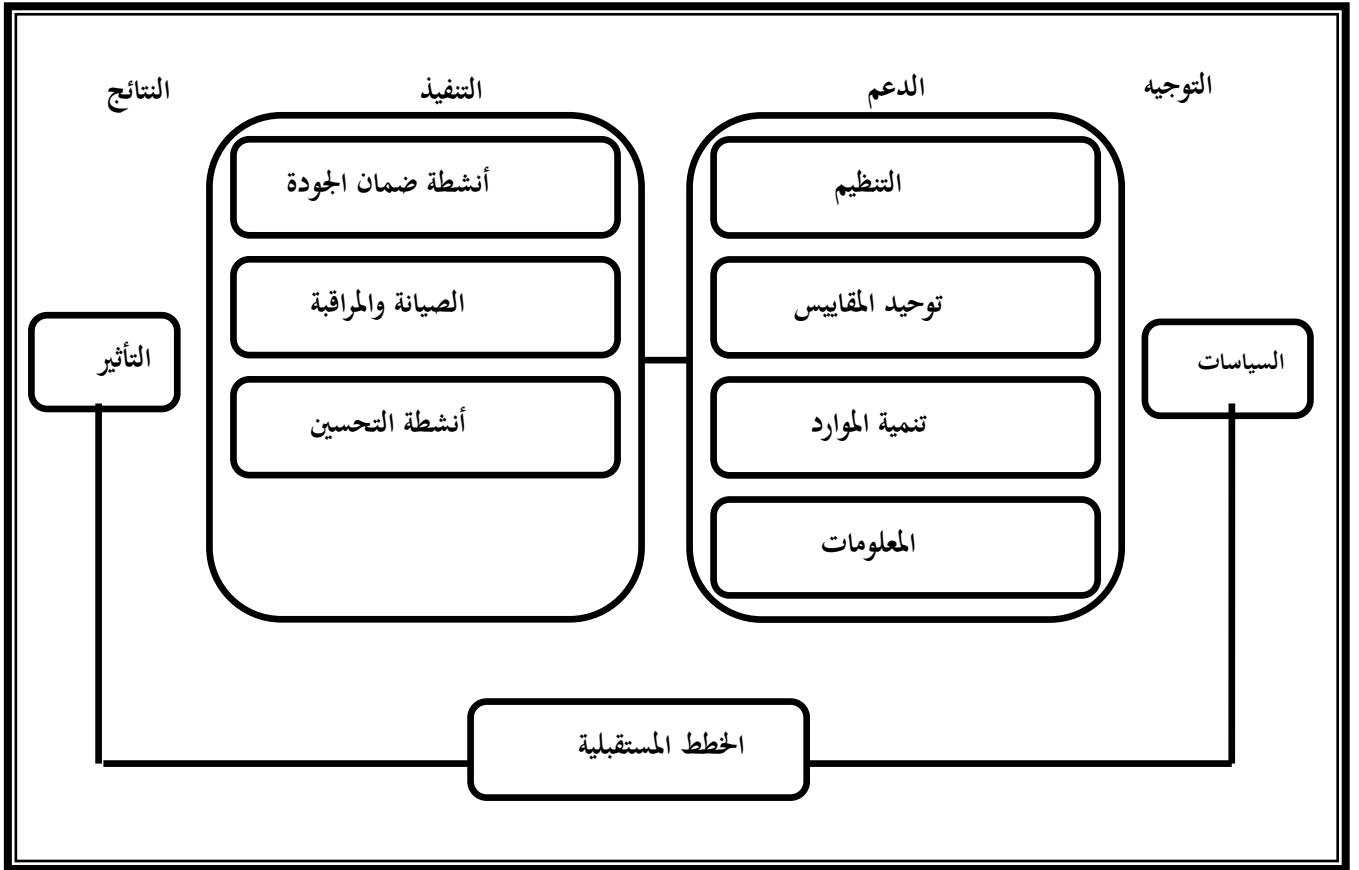 التوجيه
الدعم
التنفيذ
النتائج
السياسات
التنظيم
توحيد المقاييس
تنمية الموارد
المعلومات
أنشطة ضمان الجودة
الصيانة والمراقبة
أنشطة التحسين
التأثير
الخطط المستقبلية